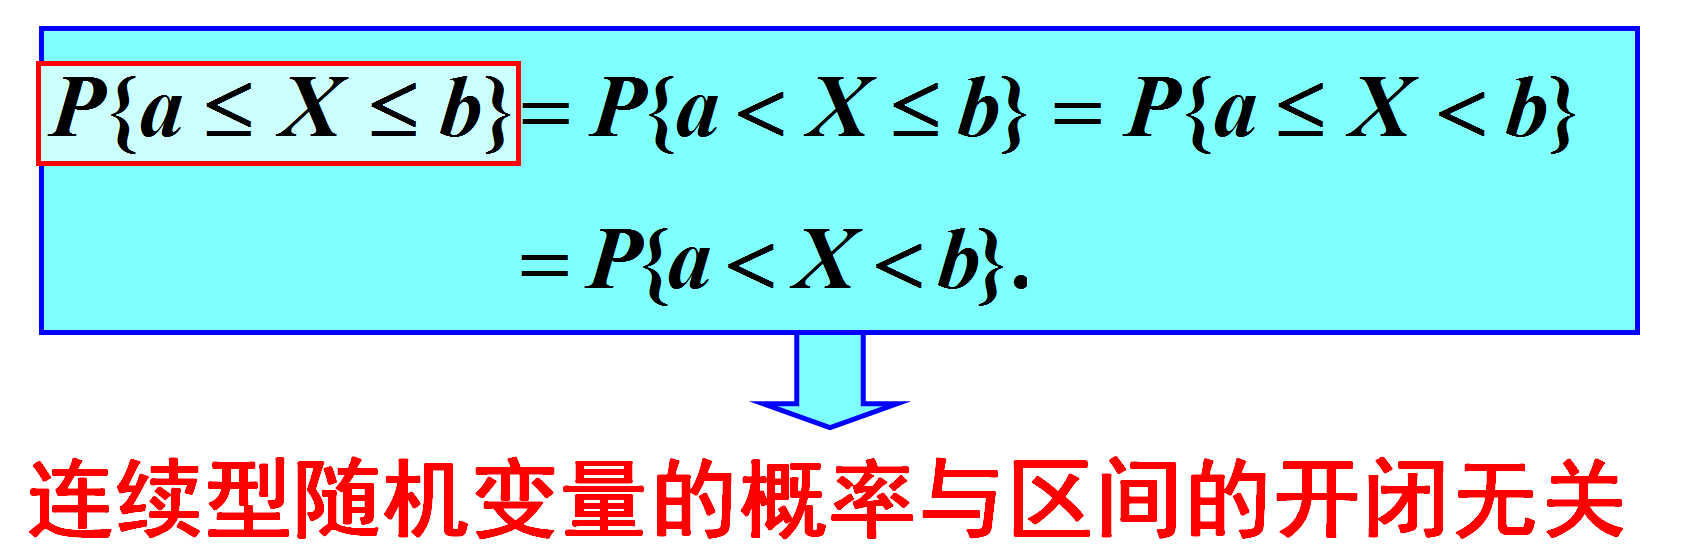 P{a ≤ X ≤ b} = P{a < X ≤ b} = P{a ≤ X < b}
= P{a < X < b}.
连续型随机变量的概率与区间的开闭无关